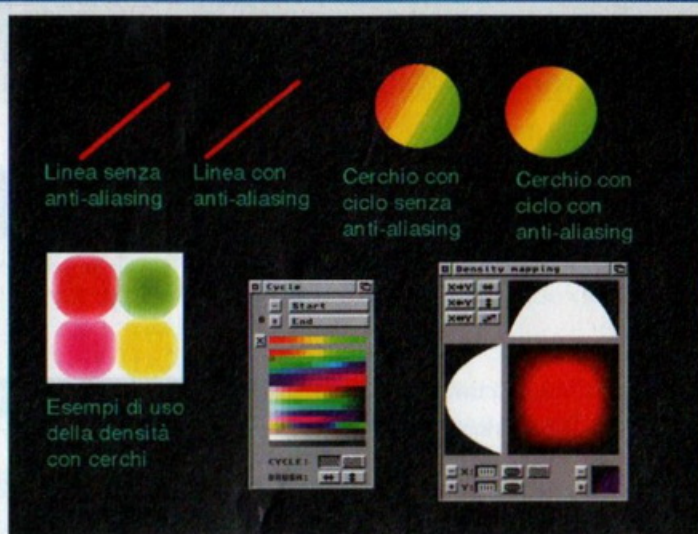 Linea senza
anti-aliasing
Linea con
anti-aliasing
Cerchio con
ciclo senza
anti-aliasing
Cerchio con
ciclo con
anti-aliasing
Esempi di uso
della densità
con cerchi
Cycle
Start
End
CYCLE:
BRUSH:
Density mapping
X:
Y: